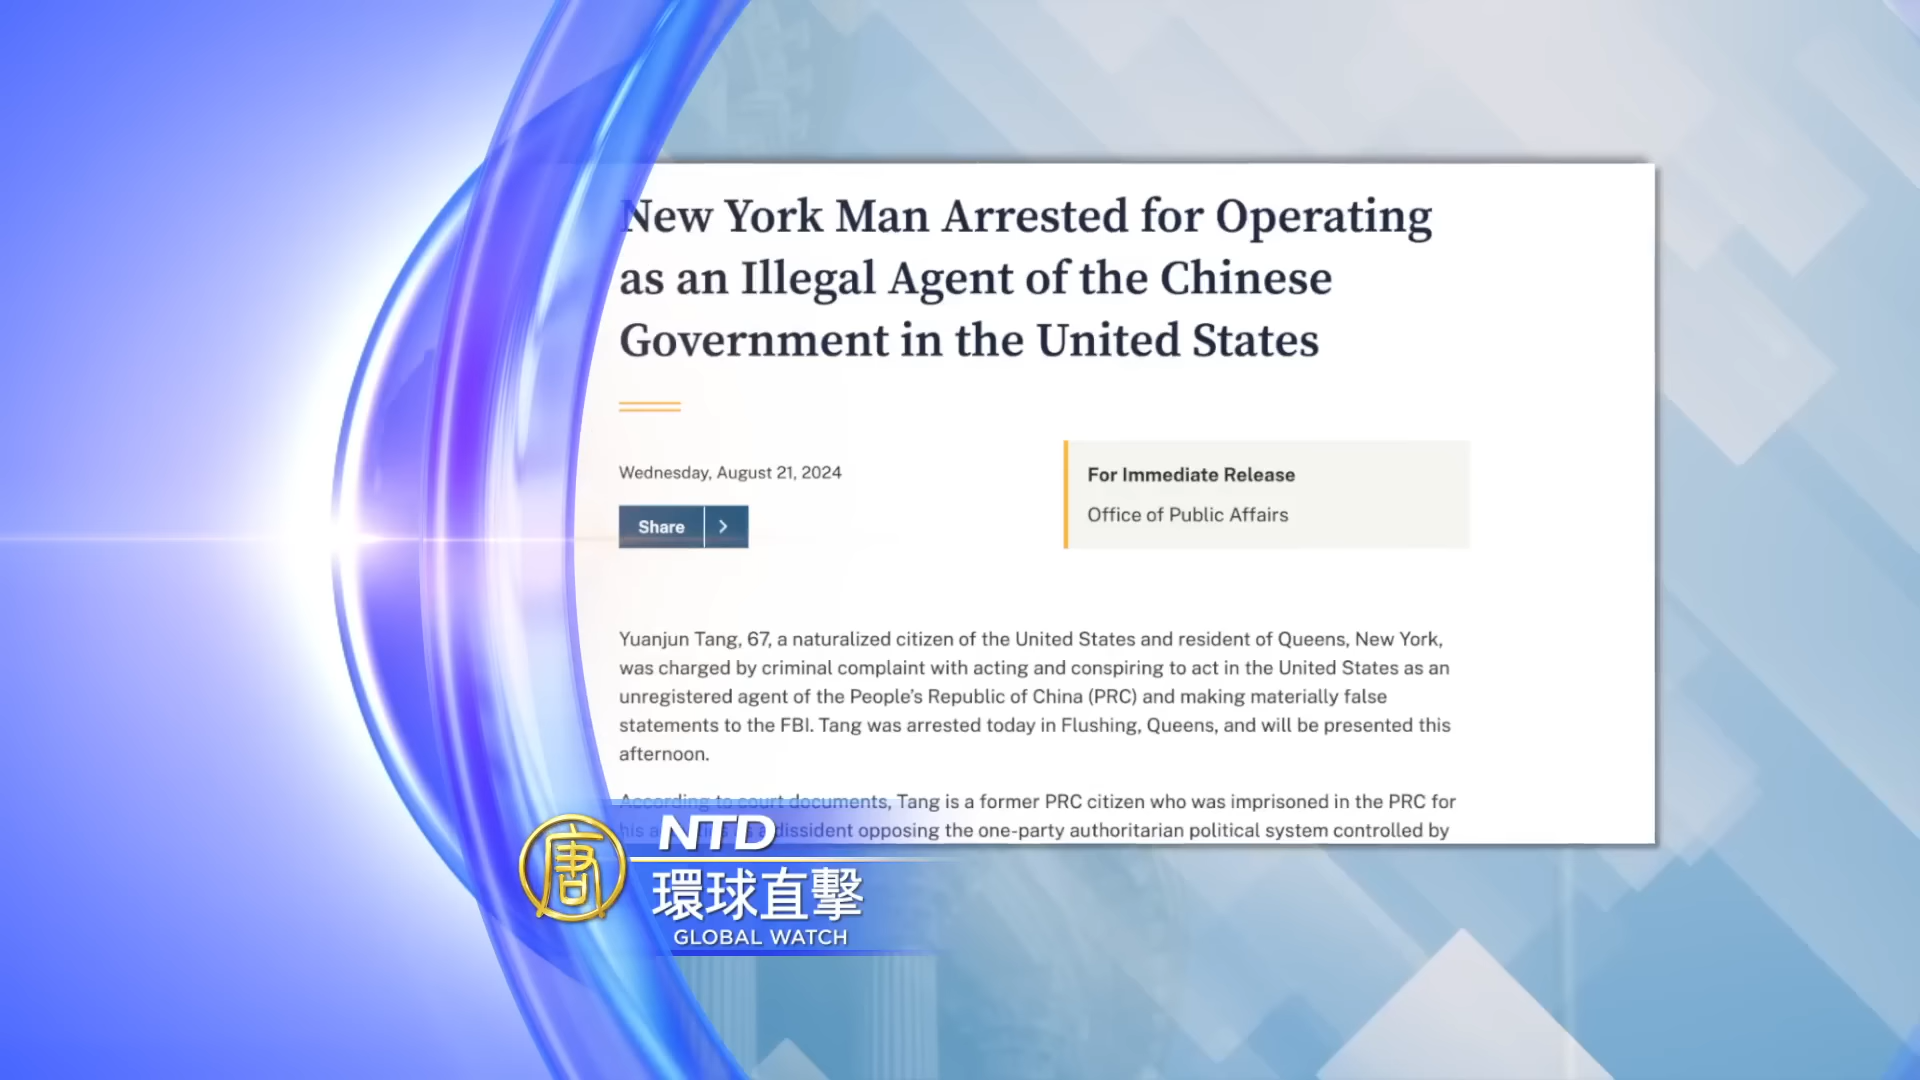 New York Man Arrested for Operating
as an Illegal Agent of the Chinese
Government in the United States
Wednesday, August 21, 2024
Share
For Immediate Release
Office of Public Affairs
Yuanjun Tang, 67, a naturalized citizen of the United States and resident of Queens, New York,
was charged by criminal complaint with acting and conspiring to act in the United States as an
unregistered agent of the People's Republic of China (PRC) and making materially false
statements to the FBI. Tang was arrested today in Flushing, Queens, and will be presented this
afternoon.
According to court documents, Tang is a former PRC citizen who was imprisoned in the PRC for
his as a dissident opposing the one-party authoritarian political system controlled by
唐
NTD
環球直擊
GLOBAL WATCH